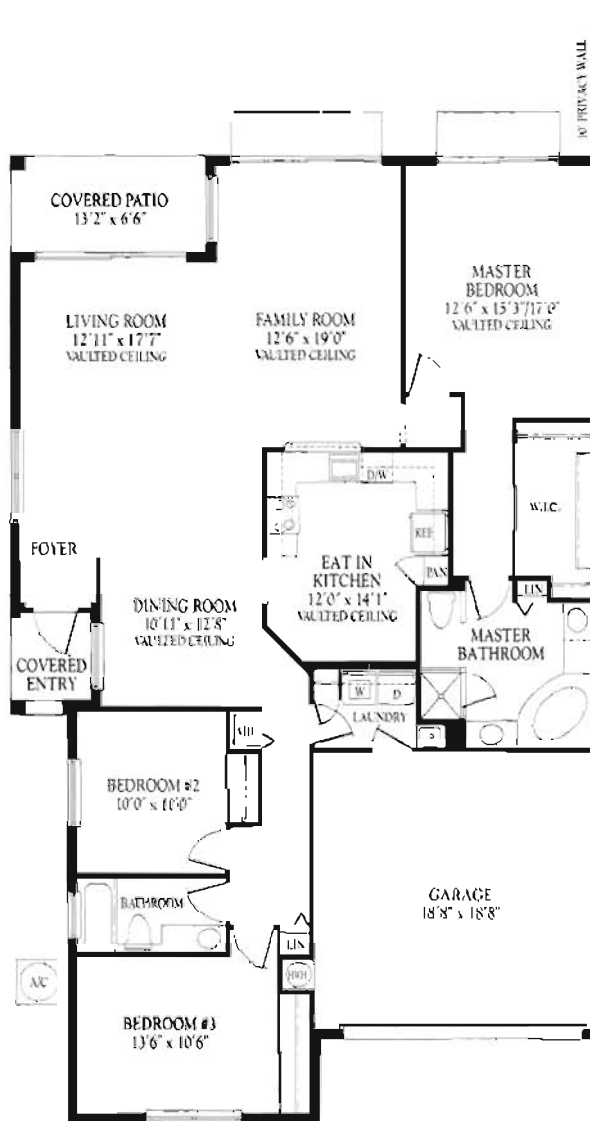 10' PRIVACY WALL
COVERED PATIO
13'2" x 6'6"
LIVING ROOM
12'11" x 17'7"
VAULTED CEILING
FAMILY ROOM
12'6" x 19'0"
VAULTED CEILING
MASTER
BEDROOM
12'6" x 15'3"/17'0"
VAULTED CEILING
D/W
REF
PAN
W.I.C.
FOYER
EAT IN
KITCHEN
12'0" x 14'1"
VAULTED CEILING
LIN
DINING ROOM
10'11" x 12'8"
VAULTED CEILING
MASTER
BATHROOM
COVERED
ENTRY
W
D
LAUNDRY
S
BEDROOM #2
10'0" x 11'0"
BATHROOM
GARAGE
18'8" x 18'8"
LIN
HWH
A/C
BEDROOM #3
13'6" x 10'6"